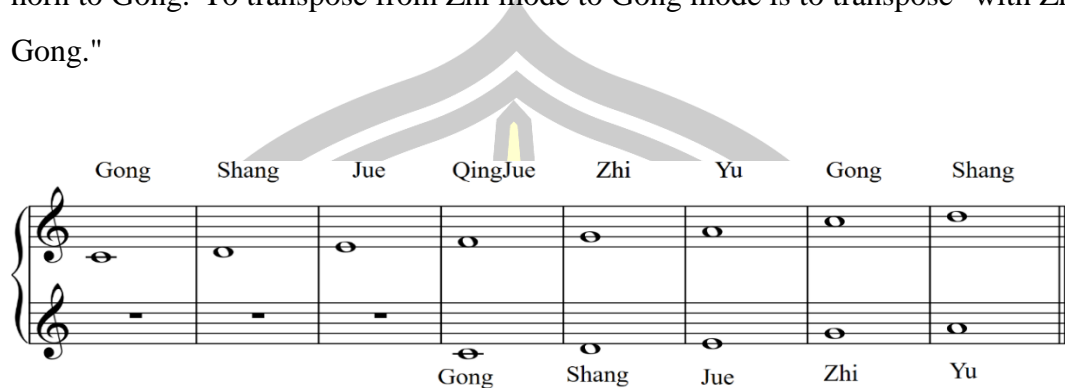 horn to Gong. To transpose from Zhi mode to Gong mode is to transpose "with
Gong."
Gong Shang Jue QingJue Zhi Yu Gong Shang
Gong Shang Jue Zhi Yu